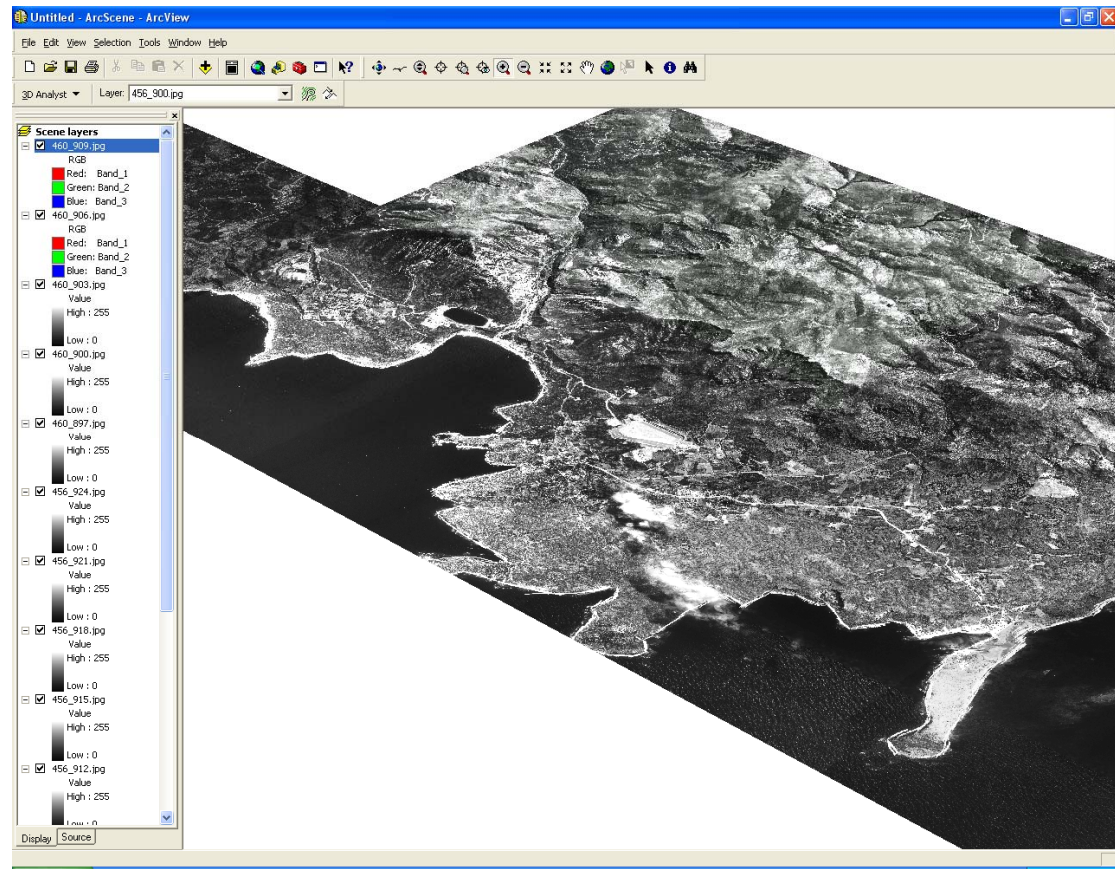 Untitled - ArcScene - ArcView
File Edit View Selection Tools Window Help
3D Analyst Layer: 456_900.jpg
Scene layers
460_909.jpg
RGB
Red: Band_1
Green: Band_2
Blue: Band_3
460_906.jpg
RGB
Red: Band_1
Green: Band_2
Blue: Band_3
460_903.jpg
Value
High : 255
Low : 0
460_900.jpg
Value
High : 255
Low : 0
460_897.jpg
Value
High : 255
Low : 0
456_924.jpg
Value
High : 255
Low : 0
456_921.jpg
Value
High : 255
Low : 0
456_918.jpg
Value
High : 255
Low : 0
456_915.jpg
Value
High : 255
Low : 0
456_912.jpg
Value
High : 255
Low : 0
Display Source